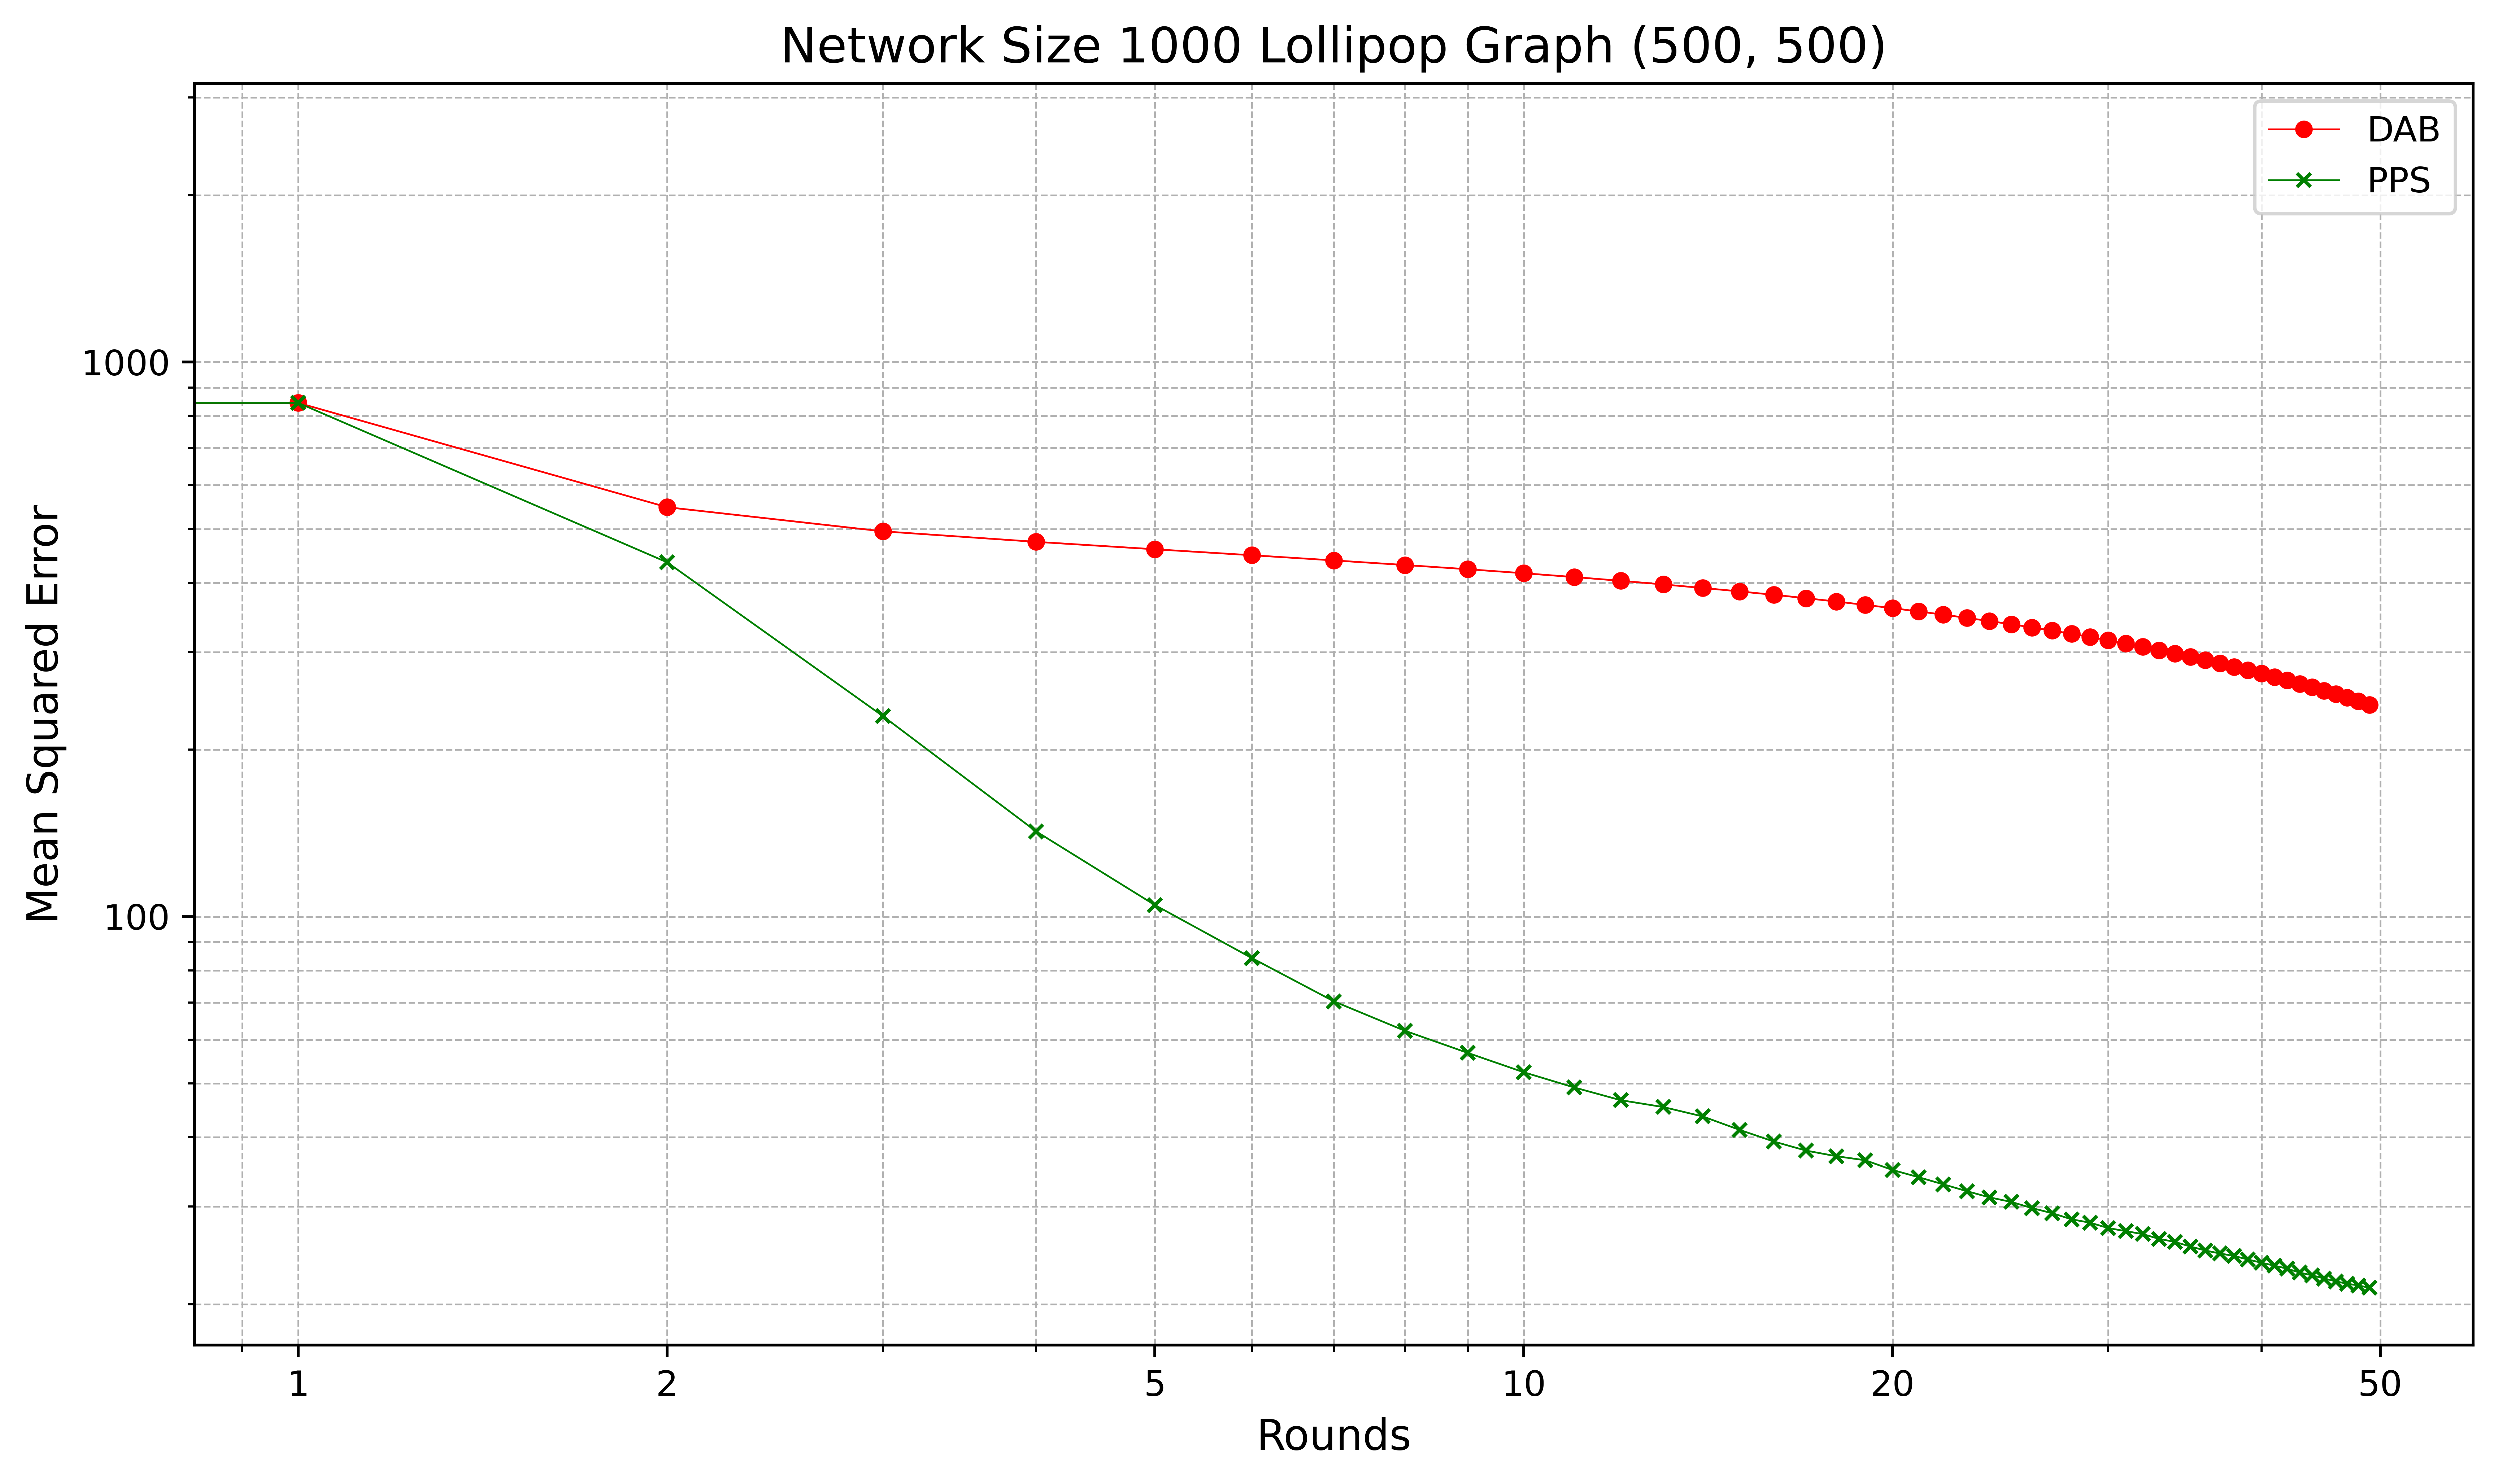 Network Size 1000 Lollipop Graph (500, 500)
DAB
PPS
1000
100
Mean Squared Error
1 2 5 10 20 50
Rounds